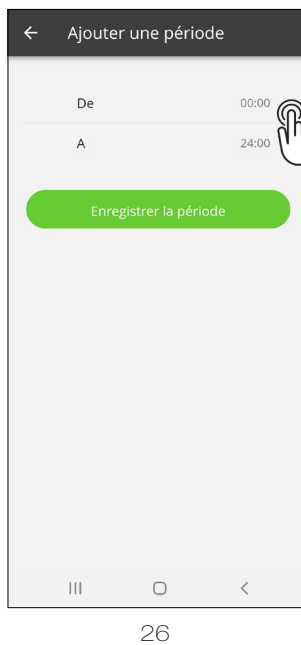 Ajouter une période
De 00:00
A 24:00
Enregistrer la période
26